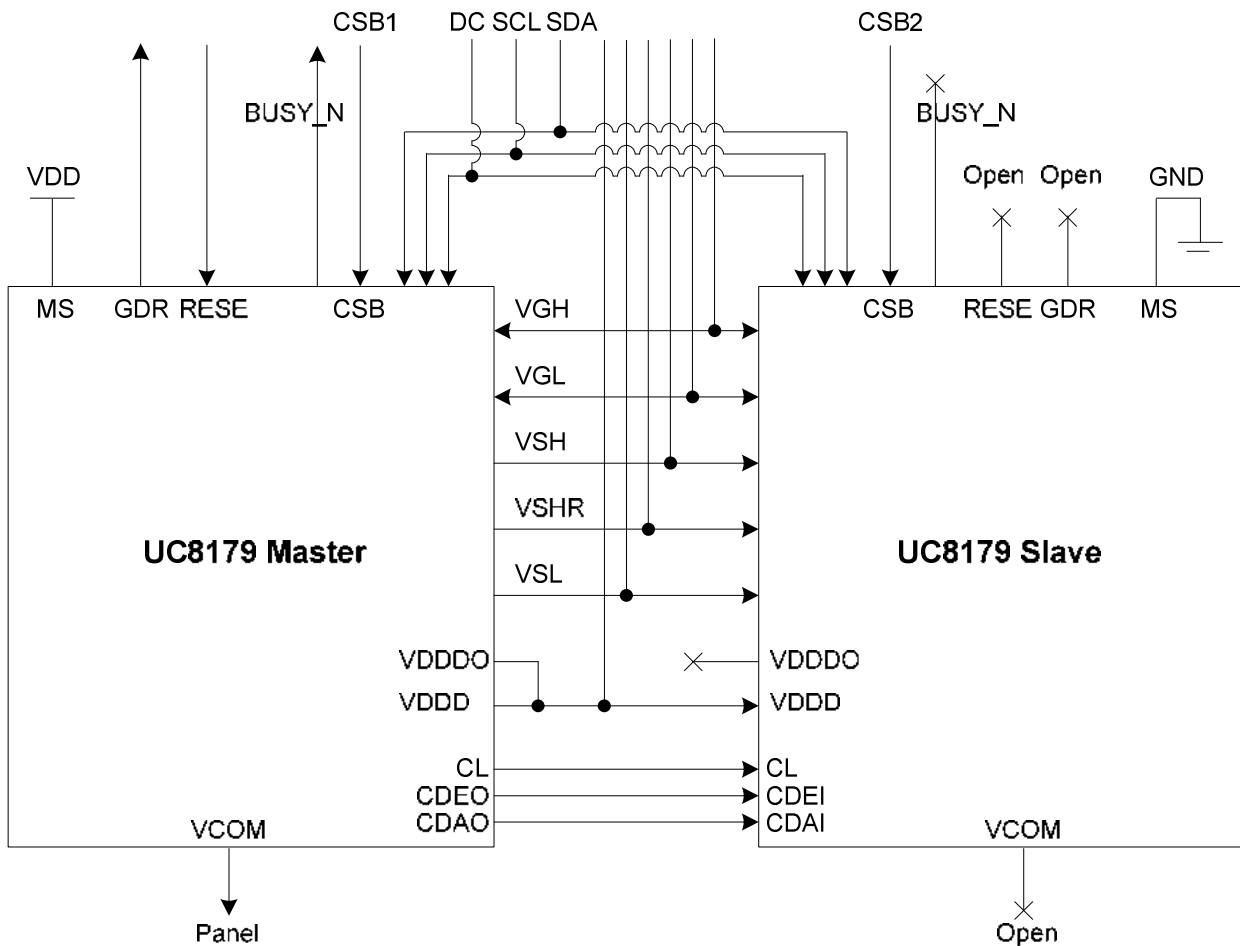 CSB1 DC SCL SDA CSB2
BUSY_N BUSY_N
VDD Open Open GND
MS GDR RESE CSB CSB RESE GDR MS
VGH
VGL
VSH
VSHR
UC8179 Master UC8179 Slave
VSL
VDDDO VDDDO
VDDD VDDD
CL CL
CDEO CDEI
CDAO CDAI
VCOM VCOM
Panel Open